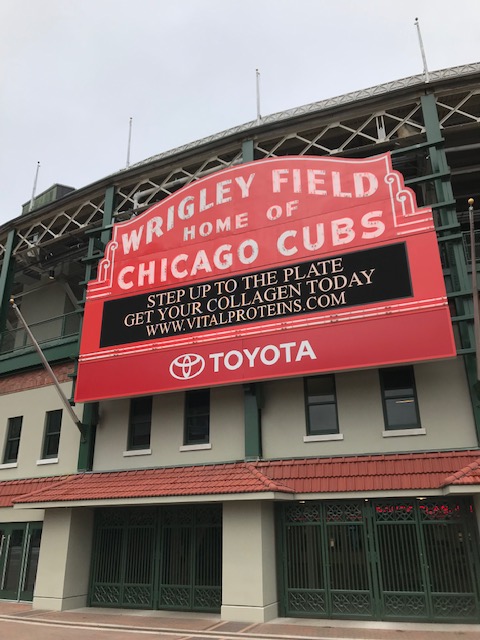 WRIGLEY FIELD
HOME OF
CHICAGO CUBS
STEP UP TO THE PLATE
GET YOUR COLLAGEN TODAY
WWW.VITALPROTEINS.COM
TOYOTA